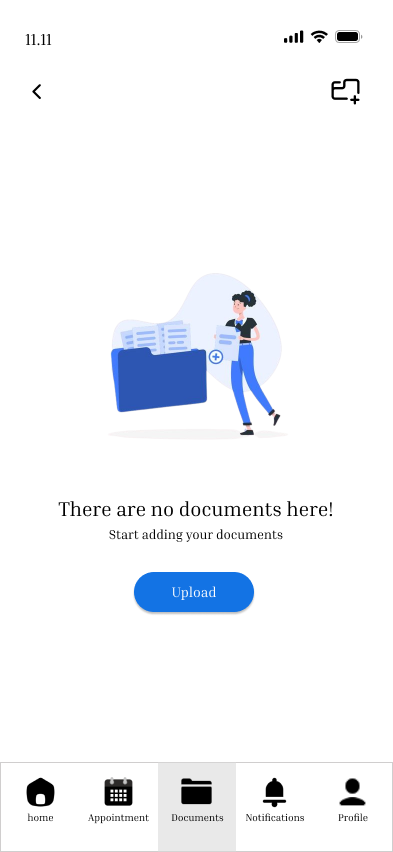 11.11
There are no documents here!
Start adding your documents
Upload
home
Appointment
Documents
Notifications
Profile